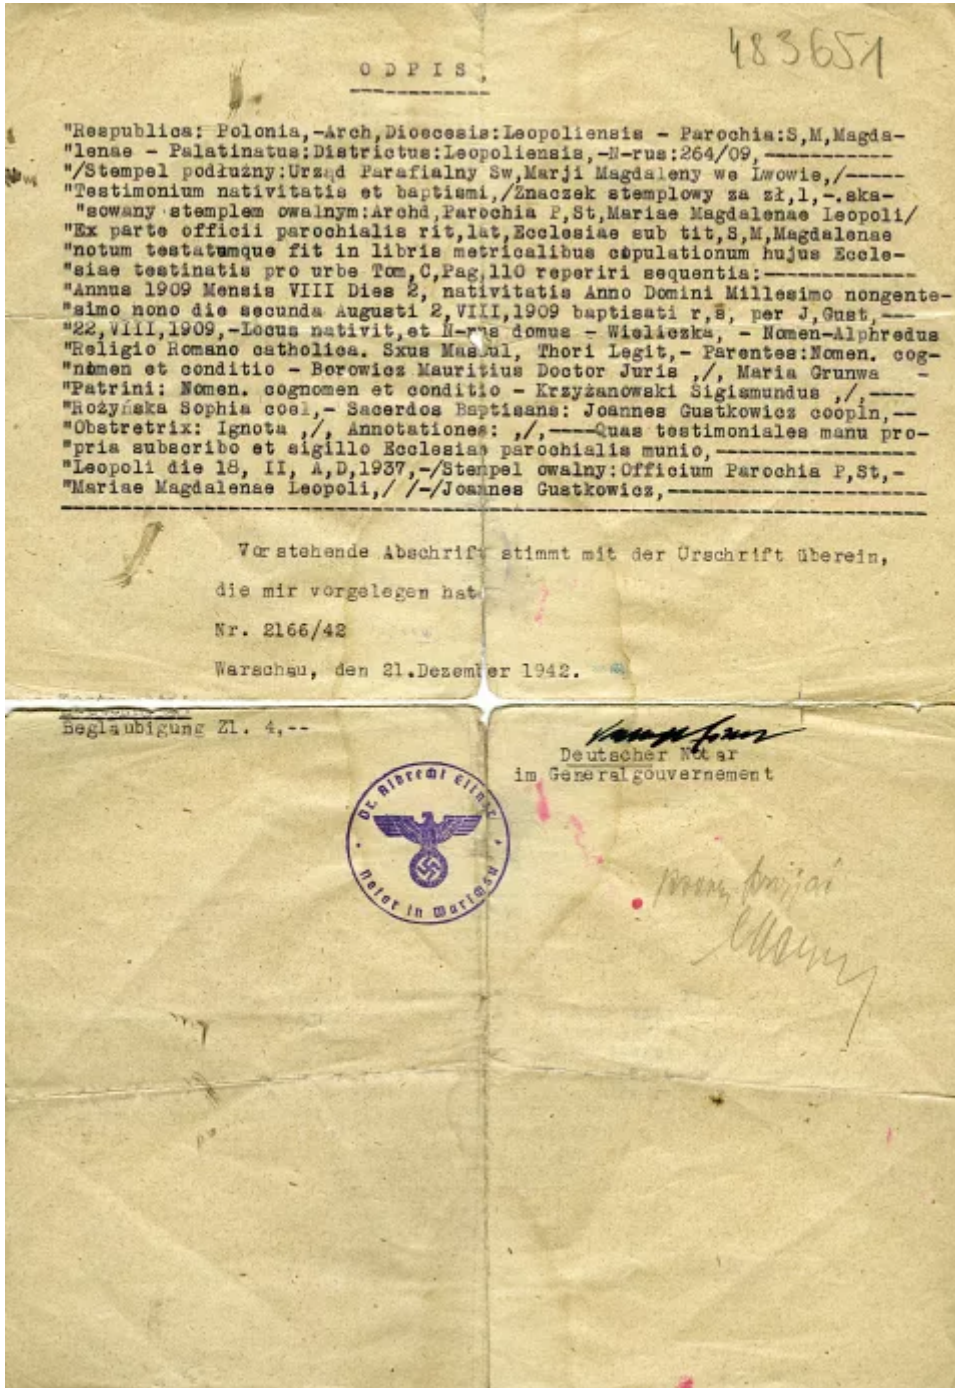 483651
O D P I S,
"Respublica: Polonia,-Arch,Dioecesis:Leopoliensis - Parochia:S,M,Magda-
"lenae - Palatinatus:Districtus:Leopoliensis,-N-rus:264/09,-----------
"/Stempel podłużny:Urząd Parafialny Sw,Marji Magdaleny we Lwowie,/-----
"Testimonium nativitatis et baptismi,/Znaczek stemplowy za zł,1,-.ska-
"sowany stemplem owalnym:Archd,Parochia P,St,Mariae Magdalenae Leopoli/
"Ex parte officii parochialis rit,lat,Ecclesiae sub tit,S,M,Magdalenae
"notum testatumque fit in libris metricalibus copulationum hujus Eccle-
"siae testinatis pro urbe Tom,C,Pag,110 reperiri sequentia:-------------
"Annus 1909 Mensis VIII Dies 2, nativitatis Anno Domini Millesimo nongente-
"simo nono die secunda Augusti 2,VIII,1909 baptisati r,s, per J,Gust,---
"22,VIII,1909,-Locus nativit,et N-rus domus - Wieliczka, - Nomen-Alphredus
"Religio Romano catholica. Sxus Maskul, Thori Legit,- Parentes:Nomen. cog-
"nomen et conditio - Borowicz Mauritius Doctor Juris ,/, Maria Grunwa -
"Patrini: Nomen. cognomen et conditio - Krzyżanowski Sigismundus ,/,----
"Rożyńska Sophia coel,- Sacerdos Baptisans: Joannes Gustkowicz coopln,--
"Obstretrix: Ignota ,/, Annotationes: ,/,----Quas testimoniales manu pro-
"pria subscribo et sigillo Ecclesiae parochialis munio,-----------------
"Leopoli die 18, II, A,D,1937,-/Stempel owalny:Officium Parochia P,St,-
"Mariae Magdalenae Leopoli,/ /-/Joannes Gustkowicz,----------------------
Vorstehende Abschrift stimmt mit der Urschrift überein,
die mir vorgelegen hat
Nr. 2166/42
Warschau, den 21.Dezember 1942.
Beglaubigung Zl. 4,--
Deutscher Notar
im Generalgouvernement
Dr. Albrecht
Notar in Warschau